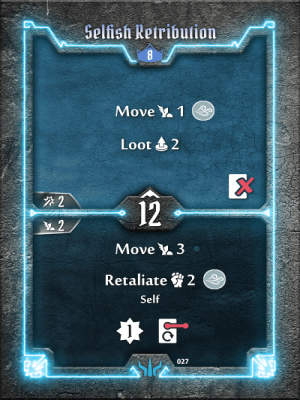 Selfish Retribution
8
Move 1
Loot 2
2
12
2
Move 3
Retaliate 2
Self
1
027